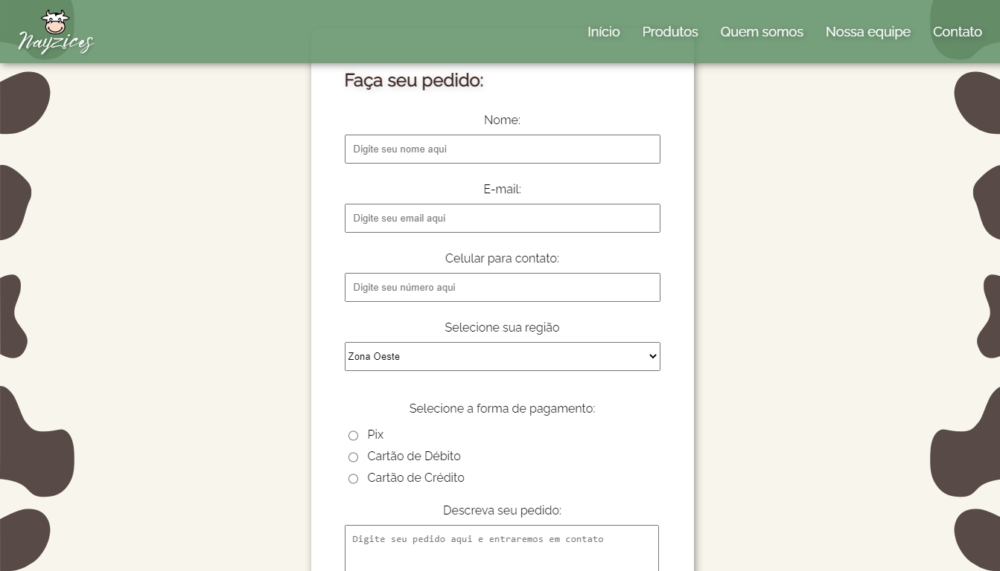 Nayzices
Início Produtos Quem somos Nossa equipe Contato
Faça seu pedido:
Nome:
Digite seu nome aqui
E-mail:
Digite seu email aqui
Celular para contato:
Digite seu número aqui
Selecione sua região
Zona Oeste
Selecione a forma de pagamento:
Pix
Cartão de Débito
Cartão de Crédito
Descreva seu pedido:
Digite seu pedido aqui e entraremos em contato